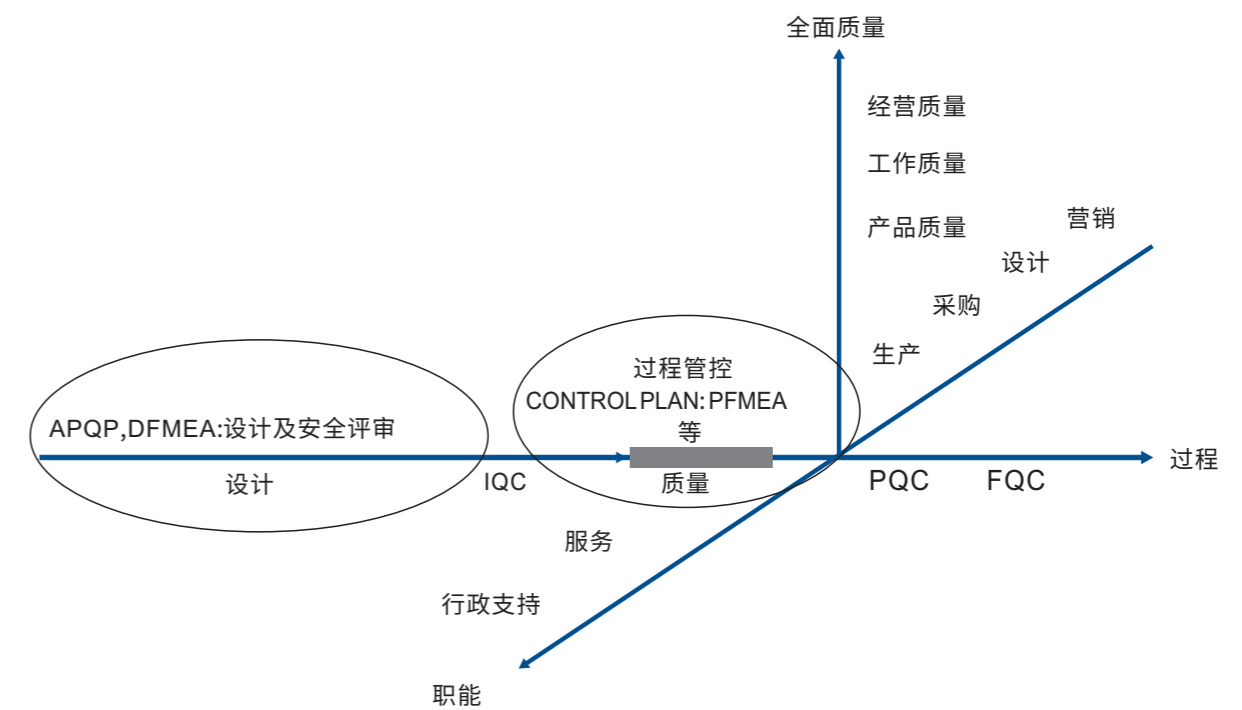 全面质量
经营质量
工作质量
产品质量
营销
设计
采购
生产
过程管控
CONTROL PLAN: PFMEA
等
APQP,DFMEA:设计及安全评审
过程
设计
IQC
质量
PQC
FQC
服务
行政支持
职能